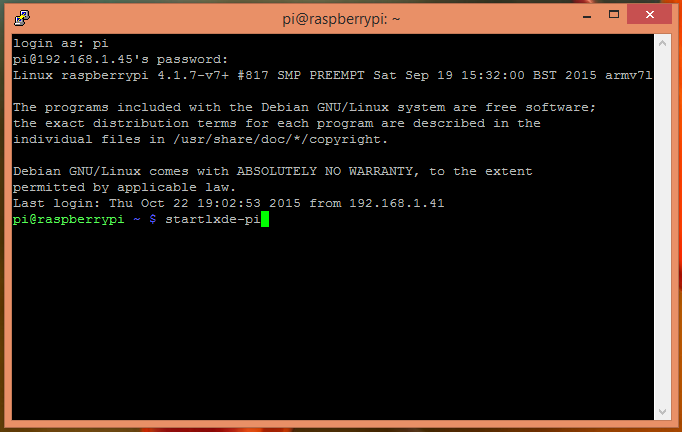 pi@raspberrypi: ~
login as: pi
pi@192.168.1.45's password:
Linux raspberrypi 4.1.7-v7+ #817 SMP PREEMPT Sat Sep 19 15:32:00 BST 2015 armv7l
The programs included with the Debian GNU/Linux system are free software;
the exact distribution terms for each program are described in the
individual files in /usr/share/doc/*/copyright.
Debian GNU/Linux comes with ABSOLUTELY NO WARRANTY, to the extent
permitted by applicable law.
Last login: Thu Oct 22 19:02:53 2015 from 192.168.1.41
pi@raspberrypi ~ $ startlxde-pi